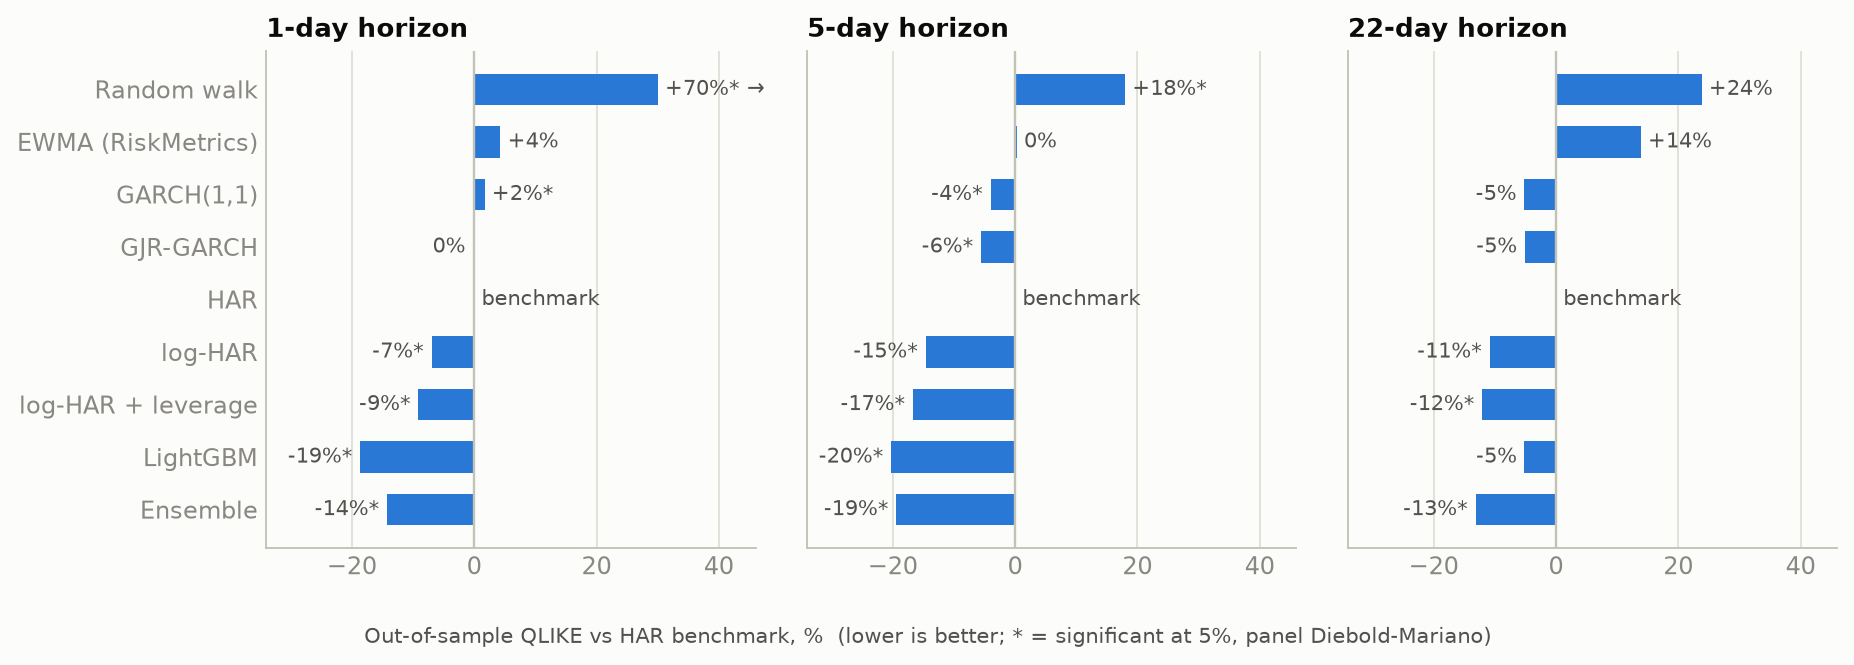 1-day horizon
5-day horizon
22-day horizon
Random walk
+70%* →
+18%*
+24%
EWMA (RiskMetrics)
+4%
0%
+14%
GARCH(1,1)
+2%*
-4%*
-5%
GJR-GARCH
0%
-6%*
-5%
HAR
benchmark
benchmark
benchmark
log-HAR
-7%*
-15%*
-11%*
log-HAR + leverage
-9%*
-17%*
-12%*
LightGBM
-19%*
-20%*
-5%
Ensemble
-14%*
-19%*
-13%*
−20 0 20 40
−20 0 20 40
−20 0 20 40
Out-of-sample QLIKE vs HAR benchmark, % (lower is better; * = significant at 5%, panel Diebold-Mariano)